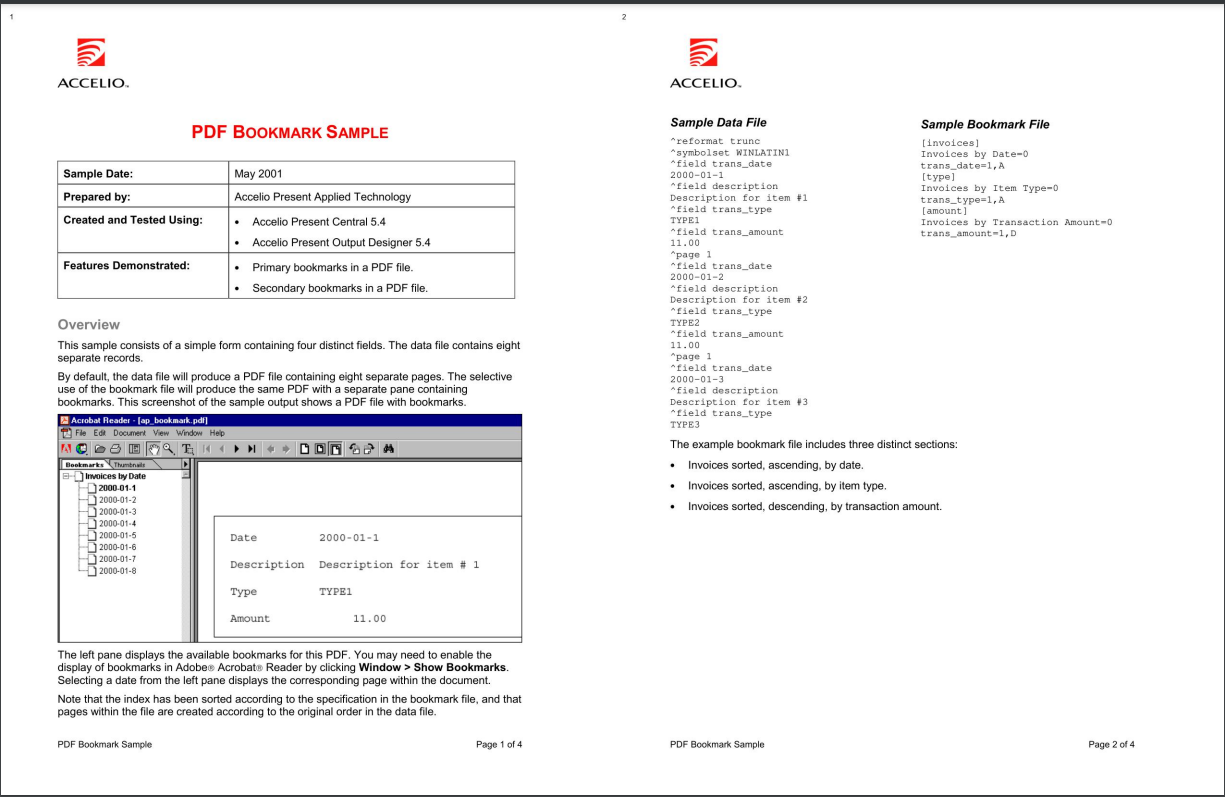 1
ACCELIO™
PDF BOOKMARK SAMPLE
Sample Date: May 2001
Prepared by: Accelio Present Applied Technology
Created and Tested Using: • Accelio Present Central 5.4
• Accelio Present Output Designer 5.4
Features Demonstrated: • Primary bookmarks in a PDF file.
• Secondary bookmarks in a PDF file.
Overview
This sample consists of a simple form containing four distinct fields. The data file contains eight
separate records.
By default, the data file will produce a PDF file containing eight separate pages. The selective
use of the bookmark file will produce the same PDF with a separate pane containing
bookmarks. This screenshot of the sample output shows a PDF file with bookmarks.
Acrobat Reader - [ap_bookmark.pdf]
File Edit Document View Window Help
Bookmarks Thumbnails
Invoices by Date
2000-01-1
2000-01-2
2000-01-3
2000-01-4
2000-01-5
2000-01-6
2000-01-7
2000-01-8
Date 2000-01-1
Description Description for item # 1
Type TYPE1
Amount 11.00
The left pane displays the available bookmarks for this PDF. You may need to enable the
display of bookmarks in Adobe® Acrobat® Reader by clicking Window > Show Bookmarks.
Selecting a date from the left pane displays the corresponding page within the document.
Note that the index has been sorted according to the specification in the bookmark file, and that
pages within the file are created according to the original order in the data file.
PDF Bookmark Sample Page 1 of 4
2
ACCELIO™
Sample Data File
^reformat trunc
^symbolset WINLATIN1
^field trans_date
2000-01-1
^field description
Description for item #1
^field trans_type
TYPE1
^field trans_amount
11.00
^page 1
^field trans_date
2000-01-2
^field description
Description for item #2
^field trans_type
TYPE2
^field trans_amount
11.00
^page 1
^field trans_date
2000-01-3
^field description
Description for item #3
^field trans_type
TYPE3
Sample Bookmark File
[invoices]
Invoices by Date=0
trans_date=1,A
[type]
Invoices by Item Type=0
trans_type=1,A
[amount]
Invoices by Transaction Amount=0
trans_amount=1,D
The example bookmark file includes three distinct sections:
• Invoices sorted, ascending, by date.
• Invoices sorted, ascending, by item type.
• Invoices sorted, descending, by transaction amount.
PDF Bookmark Sample Page 2 of 4